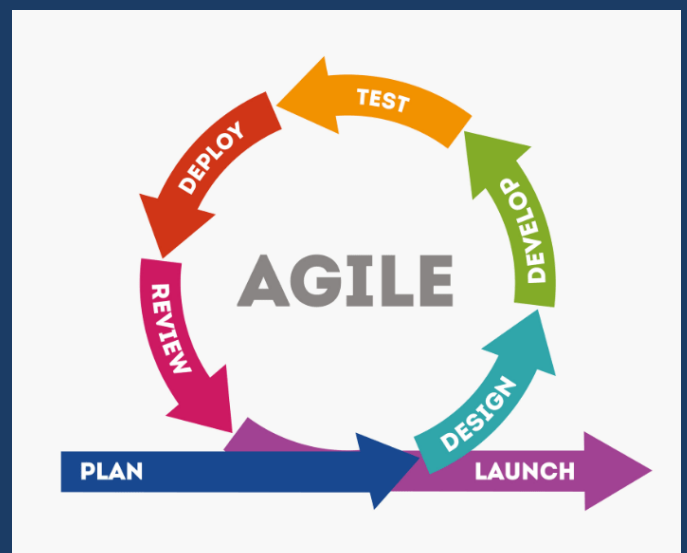 TEST
DEPLOY
DEVELOP
AGILE
REVIEW
DESIGN
PLAN
LAUNCH